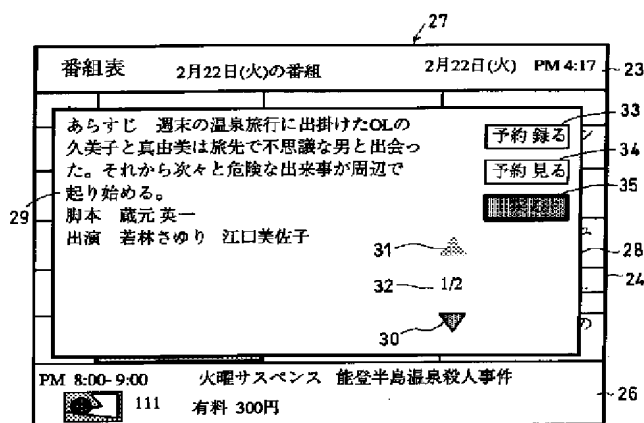 27
番組表 2月22日(火)の番組 2月22日(火) PM 4:17
23
33
あらすじ 週末の温泉旅行に出掛けたOLの
予約 録る
久美子と真由美は旅先で不思議な男と出会っ
34
た。それから次々と危険な出来事が周辺で
予約 見る
35
起り始める。
29
脚本 蔵元 英一
出演 若林さゆり 江口美佐子
31
28
24
32 1/2
の
30
PM 8:00-9:00 火曜サスペンス 能登半島温泉殺人事件
26
111 有料 300円